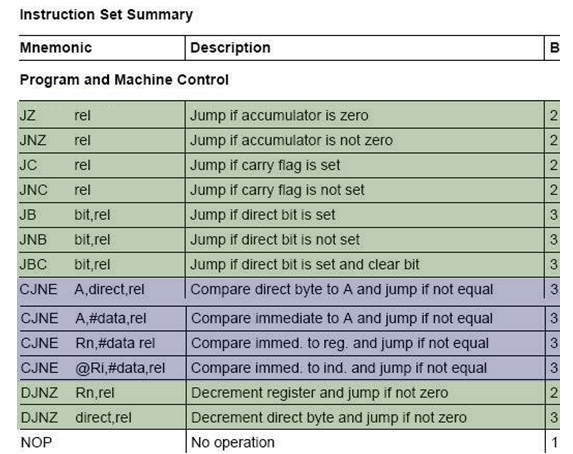 Instruction Set Summary
Mnemonic Description B
Program and Machine Control
JZ rel Jump if accumulator is zero 2
JNZ rel Jump if accumulator is not zero 2
JC rel Jump if carry flag is set 2
JNC rel Jump if carry flag is not set 2
JB bit,rel Jump if direct bit is set 3
JNB bit,rel Jump if direct bit is not set 3
JBC bit,rel Jump if direct bit is set and clear bit 3
CJNE A,direct,rel Compare direct byte to A and jump if not equal 3
CJNE A,#data,rel Compare immediate to A and jump if not equal 3
CJNE Rn,#data rel Compare immed. to reg. and jump if not equal 3
CJNE @Ri,#data,rel Compare immed. to ind. and jump if not equal 3
DJNZ Rn,rel Decrement register and jump if not zero 2
DJNZ direct,rel Decrement direct byte and jump if not zero 3
NOP No operation 1